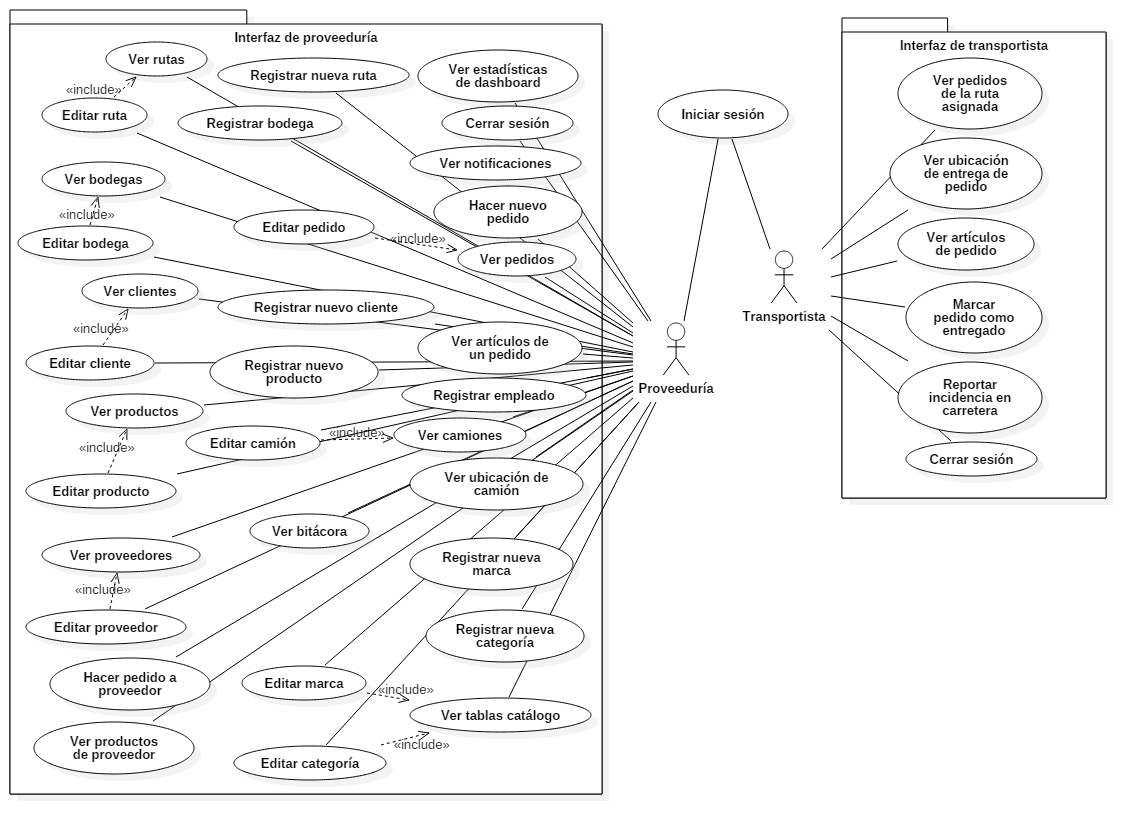 Interfaz de proveeduría
Ver rutas
Registrar nueva ruta
Ver estadísticas
de dashboard
«include»
Editar ruta
Registrar bodega
Cerrar sesión
Ver notificaciones
Ver bodegas
Hacer nuevo
pedido
«include»
Editar bodega
Editar pedido
«include»
Ver pedidos
Ver clientes
Registrar nuevo cliente
«include»
Ver artículos de
un pedido
Editar cliente
Registrar nuevo
producto
Registrar empleado
Ver productos
«include»
Editar camión
«include»
Ver camiones
Editar producto
Ver ubicación de
camión
Ver bitácora
Ver proveedores
«include»
Registrar nueva
marca
Editar proveedor
Registrar nueva
categoría
Hacer pedido a
proveedor
Editar marca
«include»
Ver tablas catálogo
Ver productos
de proveedor
«include»
Editar categoría
Iniciar sesión
Proveeduría
Transportista
Interfaz de transportista
Ver pedidos
de la ruta
asignada
Ver ubicación
de entrega de
pedido
Ver artículos
de pedido
Marcar
pedido como
entregado
Reportar
incidencia en
carretera
Cerrar sesión